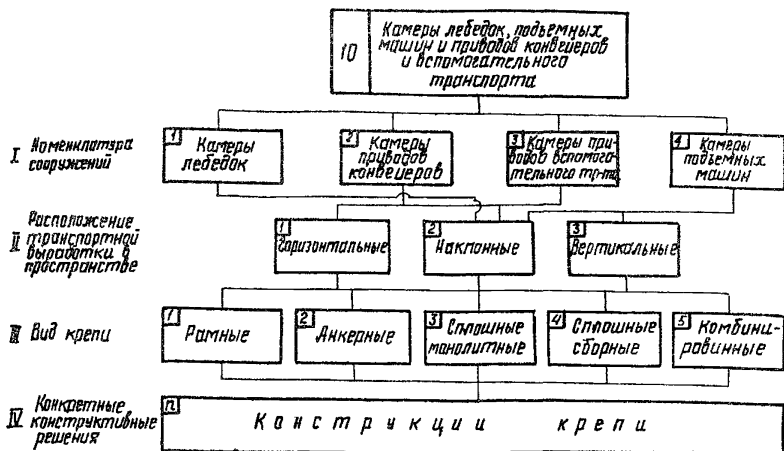 10
Камеры лебедок, подъемных
машин и приводов конвейеров
и вспомогательного
транспорта
I Номенклатура
сооружений
1 Камеры
лебедок
2 Камеры
приводов
конвейеров
3 Камеры при-
водов вспомога-
тельного тр-та
4 Камеры
подъемных
машин
II Расположение
транспортной
выработки в
пространстве
1 Горизонтальные
2 Наклонные
3 Вертикальные
III Вид крепи
1 Рамные
2 Анкерные
3 Сплошные
монолитные
4 Сплошные
сборные
5 Комбини-
равинные
IV Конкретные
конструктивные
решения
n Конструкции крепи